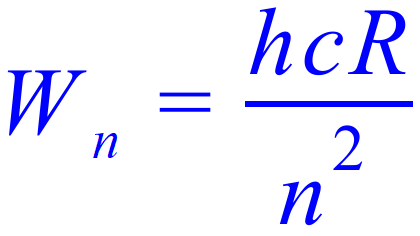 W_n = hcR / n^2